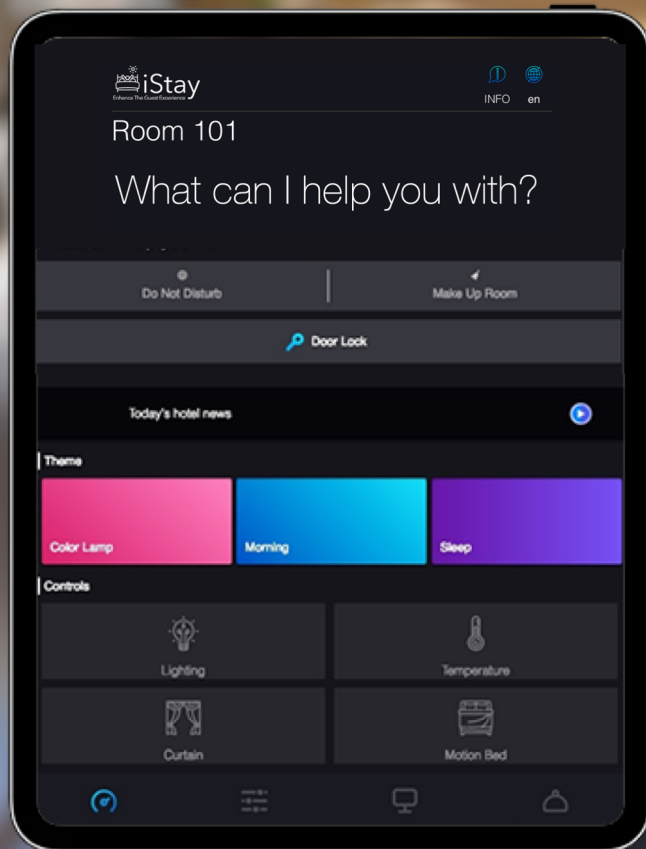 iStay
Enhance The Guest Experience
INFO
en
Room 101
What can I help you with?
Do Not Disturb
Make Up Room
Door Lock
Today's hotel news
Theme
Color Lamp
Morning
Sleep
Controls
Lighting
Temperature
Curtain
Motion Bed